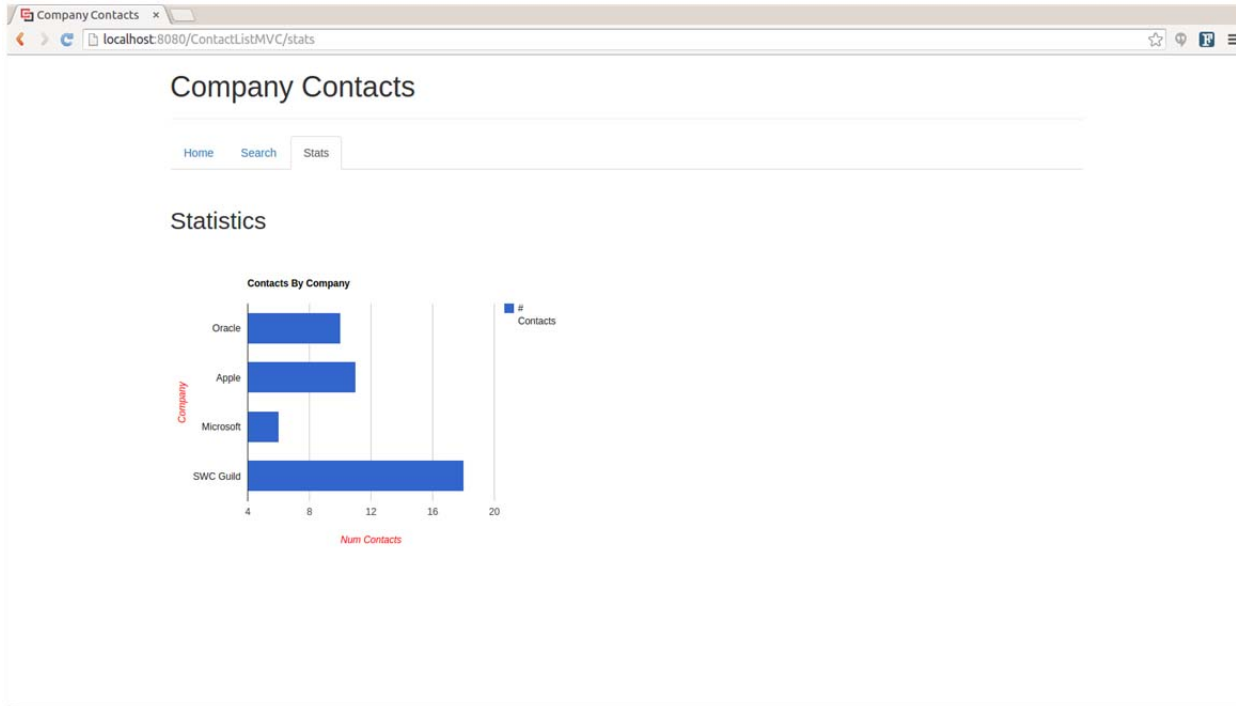 Company Contacts
localhost:8080/ContactListMVC/stats
Company Contacts
Home Search Stats
Statistics
Contacts By Company
# Contacts
Oracle
Apple
Microsoft
SWC Guild
Company
4 8 12 16 20
Num Contacts